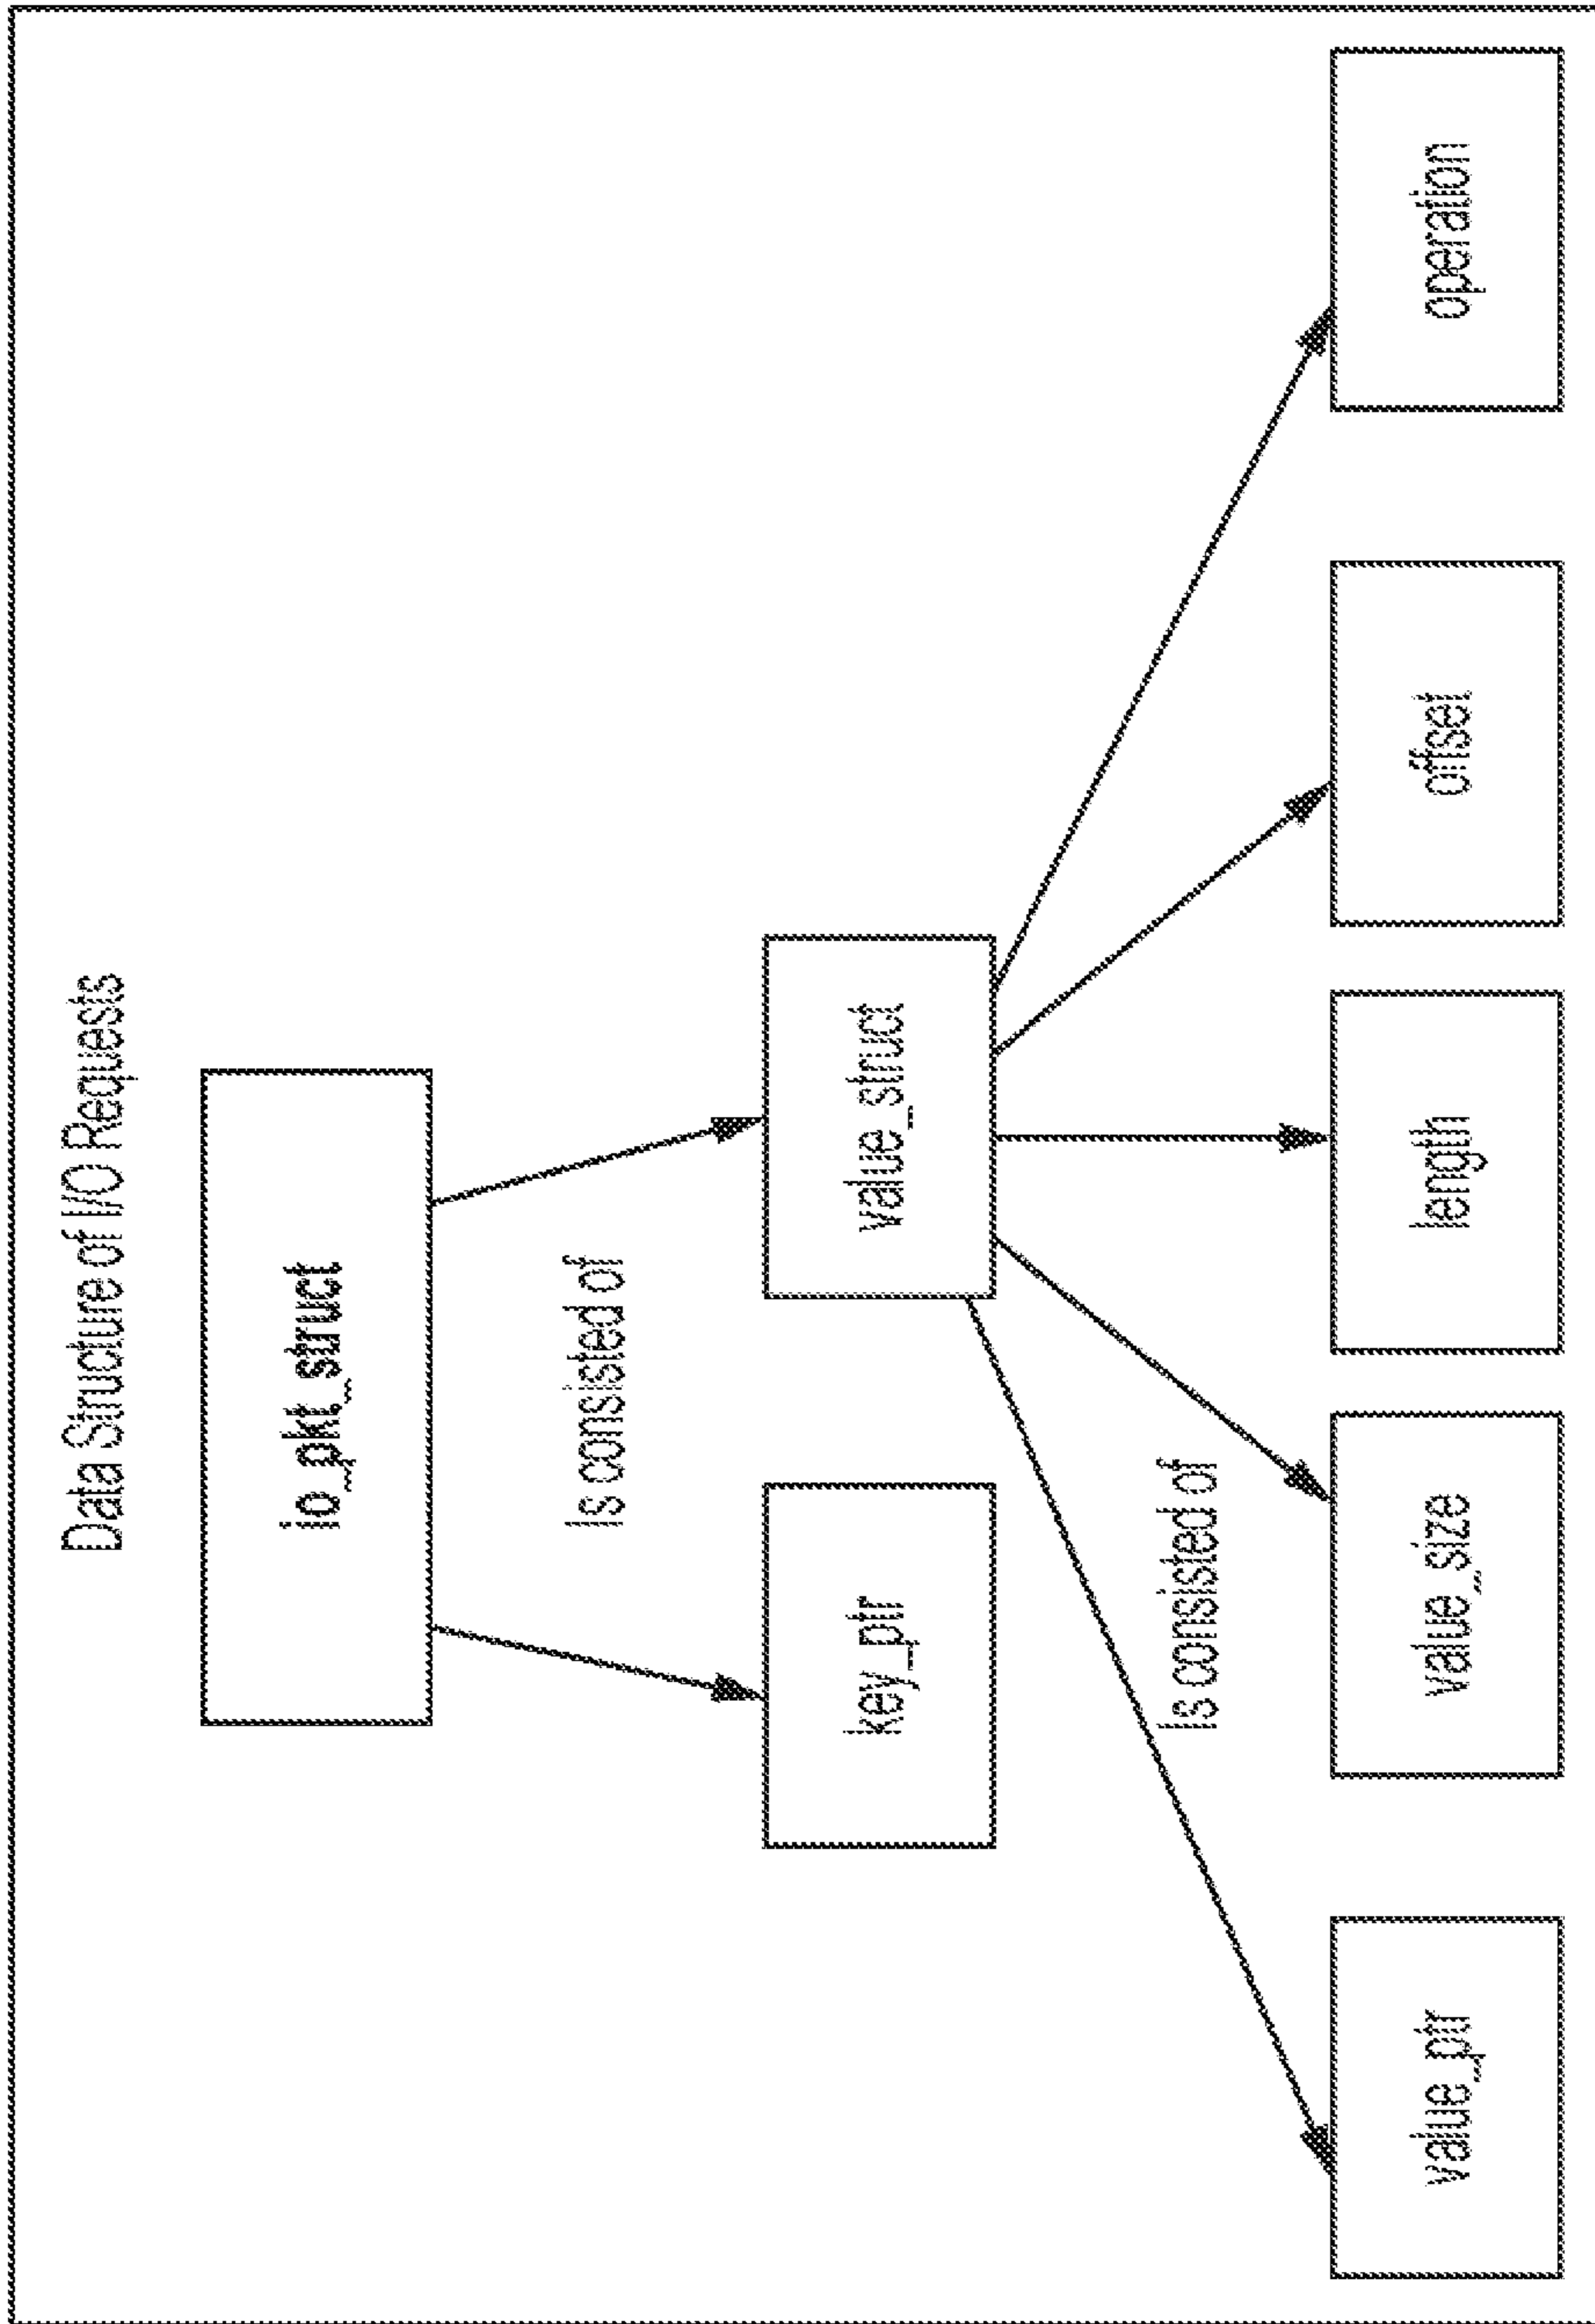 Data Structure of I/O Requests
io_pkt_struct
Is consisted of
key_ptr
value_struct
Is consisted of
value_ptr
value_size
length
offset
operation